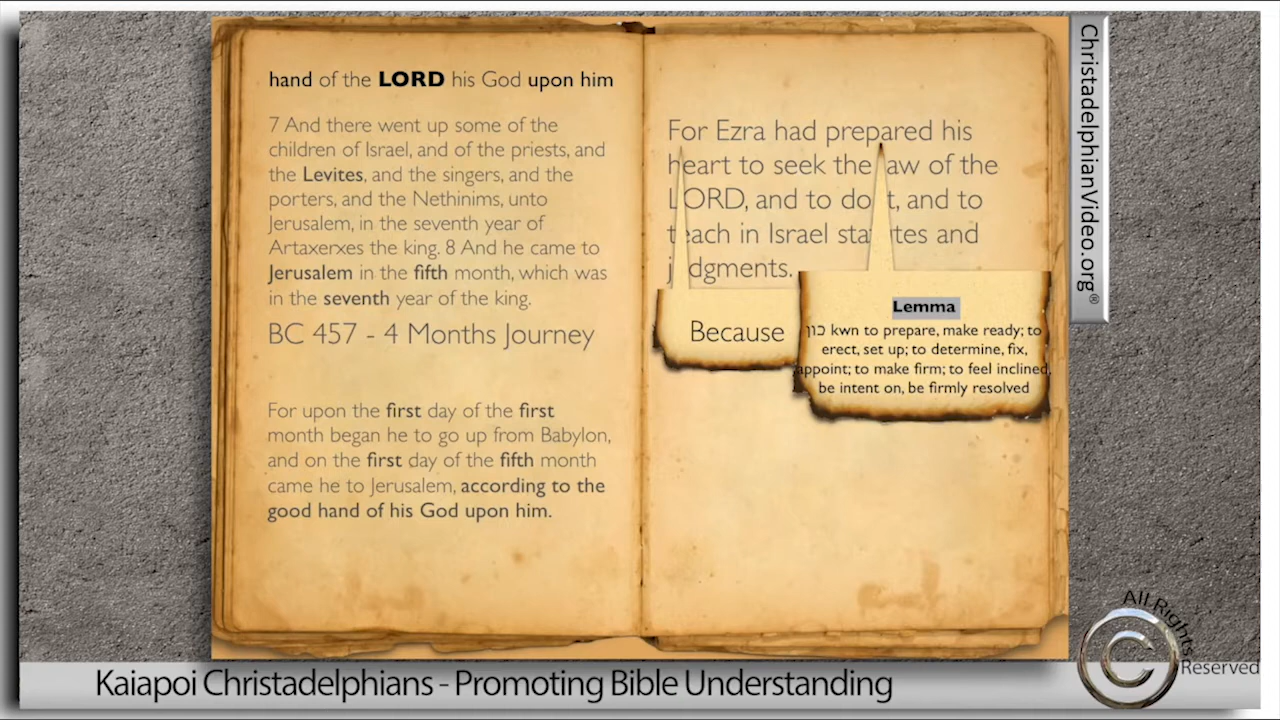 hand of the LORD his God upon him
7 And there went up some of the
children of Israel, and of the priests, and
the Levites, and the singers, and the
porters, and the Nethinims, unto
Jerusalem, in the seventh year of
Artaxerxes the king. 8 And he came to
Jerusalem in the fifth month, which was
in the seventh year of the king.
BC 457 - 4 Months Journey
For upon the first day of the first
month began he to go up from Babylon,
and on the first day of the fifth month
came he to Jerusalem, according to the
good hand of his God upon him.
For Ezra had prepared his
heart to seek the law of the
LORD, and to do it, and to
teach in Israel statutes and
judgments.
Because
Lemma
כון kwn to prepare, make ready; to
erect, set up; to determine, fix,
appoint; to make firm; to feel inclined,
be intent on, be firmly resolved
ChristadelphianVideo.org®
All Rights
Reserved
Kaiapoi Christadelphians - Promoting Bible Understanding